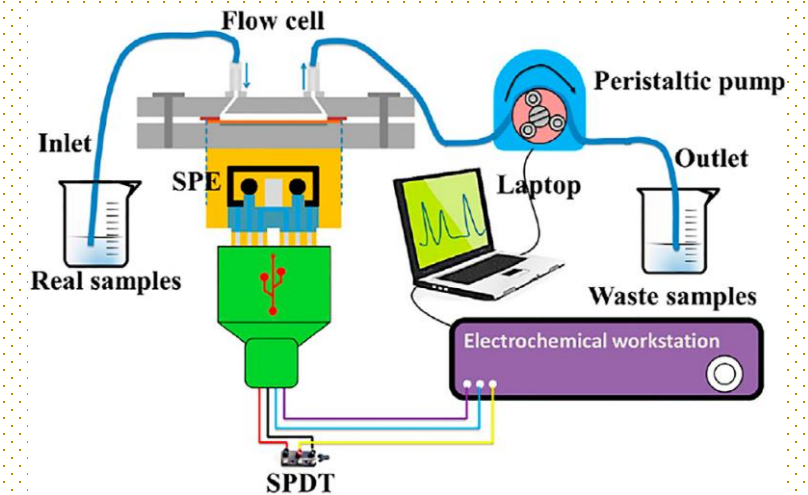 Flow cell
Peristaltic pump
Inlet
Outlet
SPE
Laptop
Real samples
Waste samples
Electrochemical workstation
SPDT